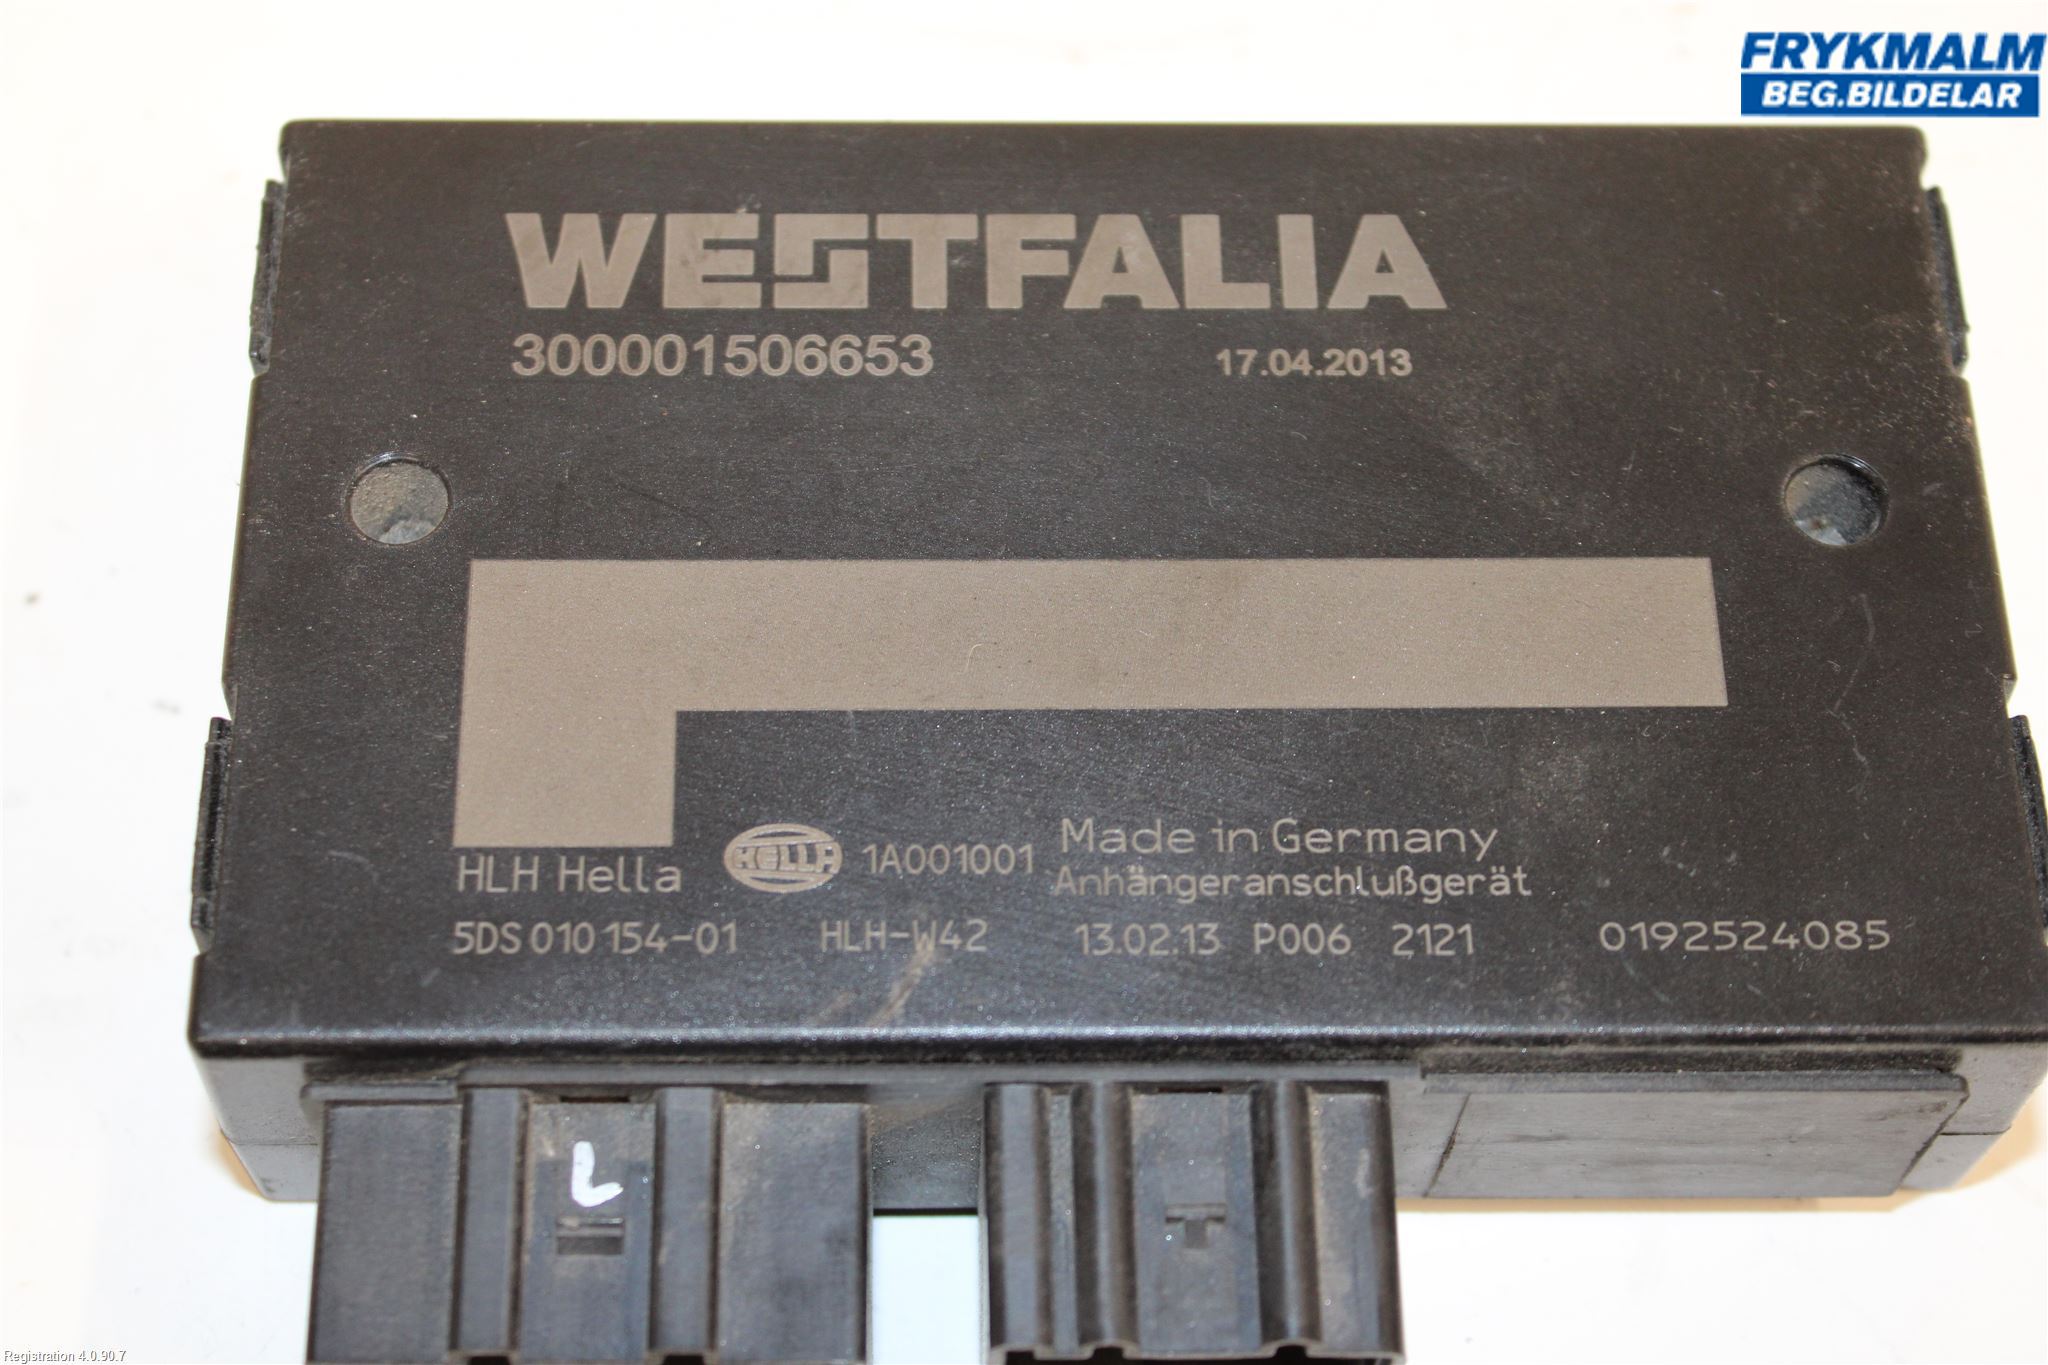 FRYKMALM
BEG.BILDELAR
WESTFALIA
300001506653 17.04.2013
HLH Hella HELLA 1A001001 Made in Germany
Anhängeranschlußgerät
5DS 010 154-01 HLH-W42 13.02.13 P006 2121 0192524085
L
Registration 4.0.90.7